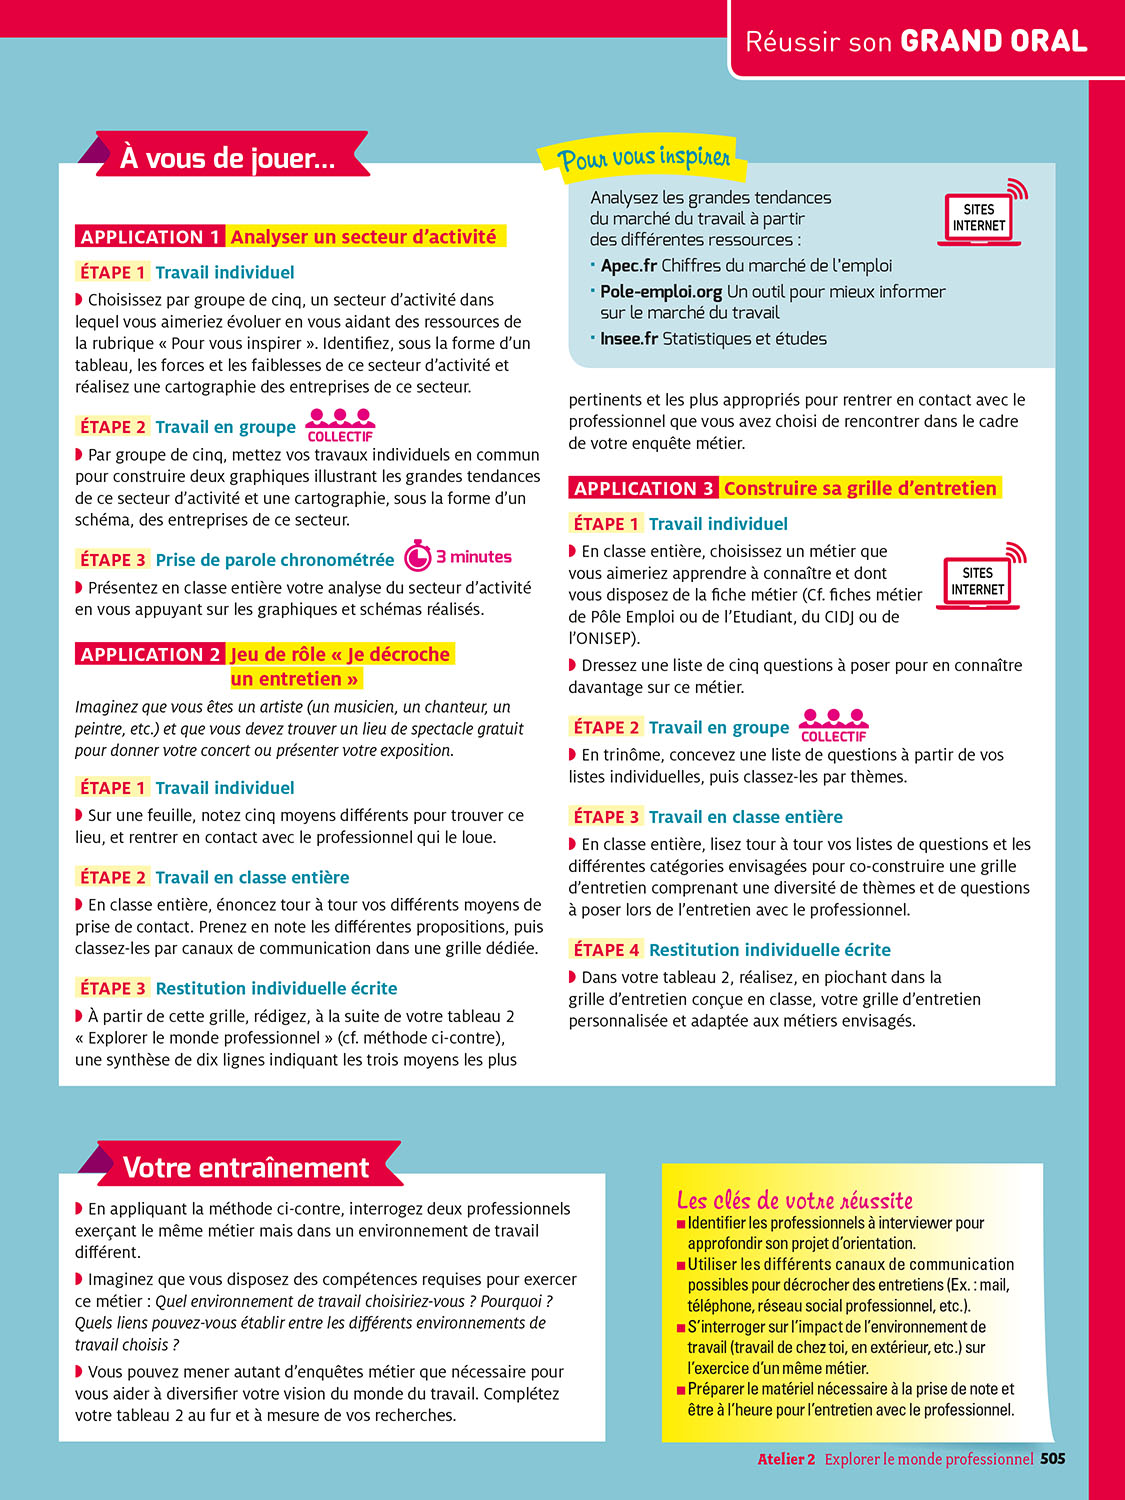 Réussir son GRAND ORAL
À vous de jouer...
APPLICATION 1 Analyser un secteur d’activité
ÉTAPE 1 Travail individuel
Choisissez par groupe de cinq, un secteur d’activité dans
lequel vous aimeriez évoluer en vous aidant des ressources de
la rubrique « Pour vous inspirer ». Identifiez, sous la forme d’un
tableau, les forces et les faiblesses de ce secteur d’activité et
réalisez une cartographie des entreprises de ce secteur.
ÉTAPE 2 Travail en groupe
COLLECTIF
Par groupe de cinq, mettez vos travaux individuels en commun
pour construire deux graphiques illustrant les grandes tendances
de ce secteur d’activité et une cartographie, sous la forme d’un
schéma, des entreprises de ce secteur.
ÉTAPE 3 Prise de parole chronométrée 3 minutes
Présentez en classe entière votre analyse du secteur d’activité
en vous appuyant sur les graphiques et schémas réalisés.
APPLICATION 2 Jeu de rôle « Je décroche
un entretien »
Imaginez que vous êtes un artiste (un musicien, un chanteur, un
peintre, etc.) et que vous devez trouver un lieu de spectacle gratuit
pour donner votre concert ou présenter votre exposition.
ÉTAPE 1 Travail individuel
Sur une feuille, notez cinq moyens différents pour trouver ce
lieu, et rentrer en contact avec le professionnel qui le loue.
ÉTAPE 2 Travail en classe entière
En classe entière, énoncez tour à tour vos différents moyens de
prise de contact. Prenez en note les différentes propositions, puis
classez-les par canaux de communication dans une grille dédiée.
ÉTAPE 3 Restitution individuelle écrite
À partir de cette grille, rédigez, à la suite de votre tableau 2
« Explorer le monde professionnel » (cf. méthode ci-contre),
une synthèse de dix lignes indiquant les trois moyens les plus
Pour vous inspirer
Analysez les grandes tendances
du marché du travail à partir
des différentes ressources :
SITES
INTERNET
• Apec.fr Chiffres du marché de l’emploi
• Pole-emploi.org Un outil pour mieux informer
sur le marché du travail
• Insee.fr Statistiques et études
pertinents et les plus appropriés pour rentrer en contact avec le
professionnel que vous avez choisi de rencontrer dans le cadre
de votre enquête métier.
APPLICATION 3 Construire sa grille d’entretien
ÉTAPE 1 Travail individuel
En classe entière, choisissez un métier que
vous aimeriez apprendre à connaître et dont
vous disposez de la fiche métier (Cf. fiches métier
de Pôle Emploi ou de l’Etudiant, du CIDJ ou de
l’ONISEP).
SITES
INTERNET
Dressez une liste de cinq questions à poser pour en connaître
davantage sur ce métier.
ÉTAPE 2 Travail en groupe
COLLECTIF
En trinôme, concevez une liste de questions à partir de vos
listes individuelles, puis classez-les par thèmes.
ÉTAPE 3 Travail en classe entière
En classe entière, lisez tour à tour vos listes de questions et les
différentes catégories envisagées pour co-construire une grille
d’entretien comprenant une diversité de thèmes et de questions
à poser lors de l’entretien avec le professionnel.
ÉTAPE 4 Restitution individuelle écrite
Dans votre tableau 2, réalisez, en piochant dans la
grille d’entretien conçue en classe, votre grille d’entretien
personnalisée et adaptée aux métiers envisagés.
Votre entraînement
En appliquant la méthode ci-contre, interrogez deux professionnels
exerçant le même métier mais dans un environnement de travail
différent.
Imaginez que vous disposez des compétences requises pour exercer
ce métier : Quel environnement de travail choisiriez-vous ? Pourquoi ?
Quels liens pouvez-vous établir entre les différents environnements de
travail choisis ?
Vous pouvez mener autant d’enquêtes métier que nécessaire pour
vous aider à diversifier votre vision du monde du travail. Complétez
votre tableau 2 au fur et à mesure de vos recherches.
Les clés de votre réussite
Identifier les professionnels à interviewer pour
approfondir son projet d’orientation.
Utiliser les différents canaux de communication
possibles pour décrocher des entretiens (Ex. : mail,
téléphone, réseau social professionnel, etc.).
S’interroger sur l’impact de l’environnement de
travail (travail de chez toi, en extérieur, etc.) sur
l’exercice d’un même métier.
Préparer le matériel nécessaire à la prise de note et
être à l’heure pour l’entretien avec le professionnel.
Atelier 2 Explorer le monde professionnel 505